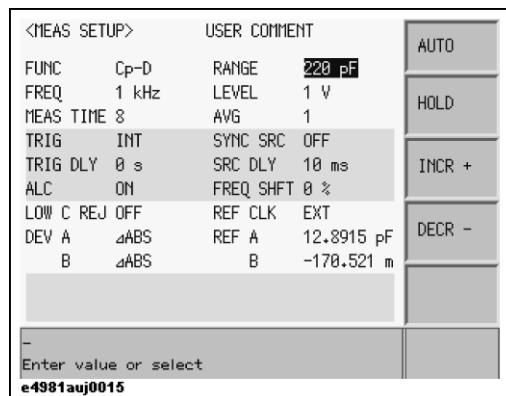 <MEAS SETUP> USER COMMENT
FUNC Cp-D RANGE 220 pF
FREQ 1 kHz LEVEL 1 V
MEAS TIME 8 AVG 1
TRIG INT SYNC SRC OFF
TRIG DLY 0 s SRC DLY 10 ms
ALC ON FREQ SHFT 0 %
LOW C REJ OFF REF CLK EXT
DEV A ⊿ABS REF A 12.8915 pF
B ⊿ABS B -170.521 m
AUTO
HOLD
INCR +
DECR -
-
Enter value or select
e4981auj0015